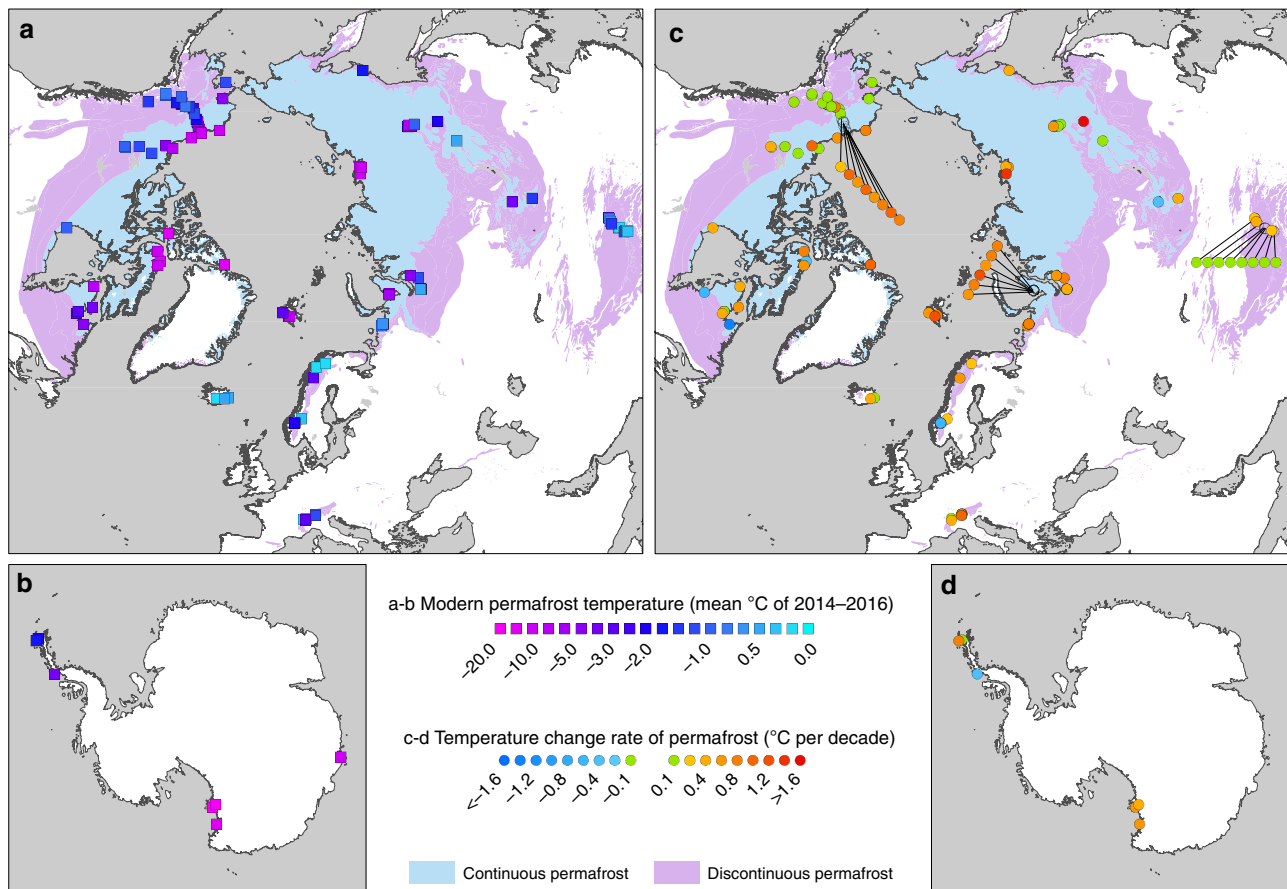 a
c
b
d
a-b Modern permafrost temperature (mean °C of 2014–2016)
−20.0 −10.0 −5.0 −3.0 −2.0 −1.0 0.5 0.0
c-d Temperature change rate of permafrost (°C per decade)
<−1.6 −1.2 −0.8 −0.4 −0.1 0.1 0.4 0.8 1.2 >1.6
Continuous permafrost Discontinuous permafrost